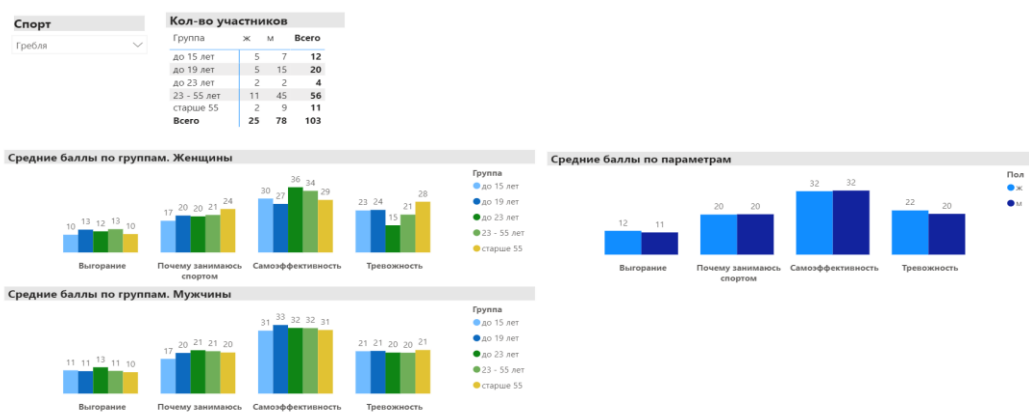 Спорт
Гребля
Кол-во участников
Группа ж м Всего
до 15 лет 5 7 12
до 19 лет 5 15 20
до 23 лет 2 2 4
23 - 55 лет 11 45 56
старше 55 2 9 11
Всего 25 78 103
Средние баллы по группам. Женщины
10 13 12 13 10
17 20 20 21 24
30 27 36 34 29
23 24 15 21 28
Выгорание
Почему занимаюсь
спортом
Самоэффективность
Тревожность
Группа
до 15 лет
до 19 лет
до 23 лет
23 - 55 лет
старше 55
Средние баллы по параметрам
12 11
20 20
32 32
22 20
Выгорание
Почему занимаюсь
спортом
Самоэффективность
Тревожность
Пол
ж
м
Средние баллы по группам. Мужчины
11 11 13 11 10
17 20 21 21 20
31 33 32 32 31
21 21 20 20 21
Выгорание
Почему занимаюсь
Самоэффективность
Тревожность
Группа
до 15 лет
до 19 лет
до 23 лет
23 - 55 лет
старше 55